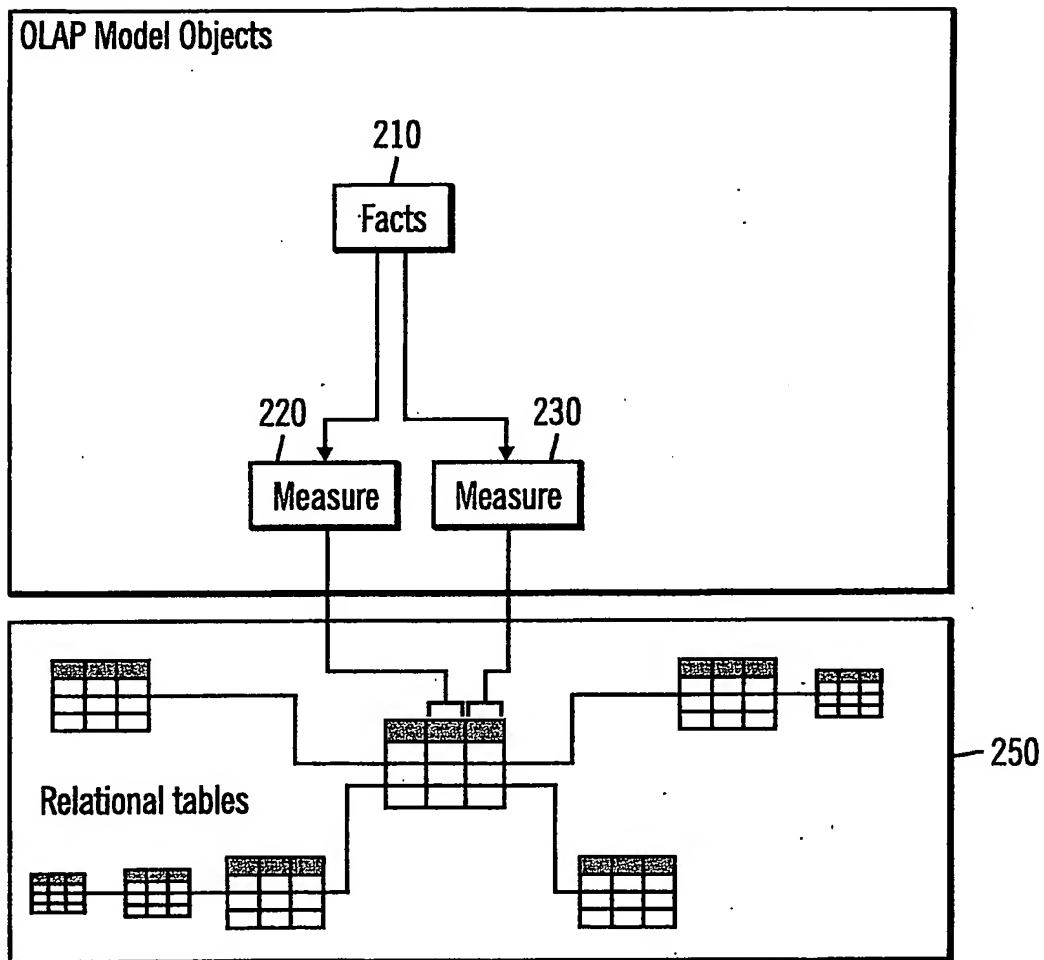 OLAP Model Objects
210
Facts
220
230
Measure
Measure
250
Relational tables